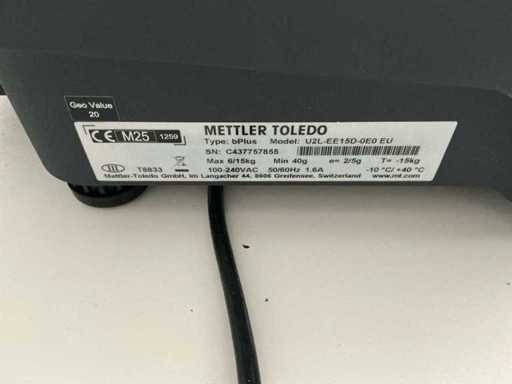 Geo Value
20
CE M25 1259
METTLER TOLEDO
Type: bPlus Model: U2L-EE15D-0E0 EU
SN: C437757855
Max 6/15kg Min 40g e= 2/5g T= -15kg
III T8833 100-240VAC 50/60Hz 1.6A -10 °C/ +40 °C
Mettler-Toledo GmbH, Im Langacher 44, 8606 Greifensee, Switzerland www.mt.com